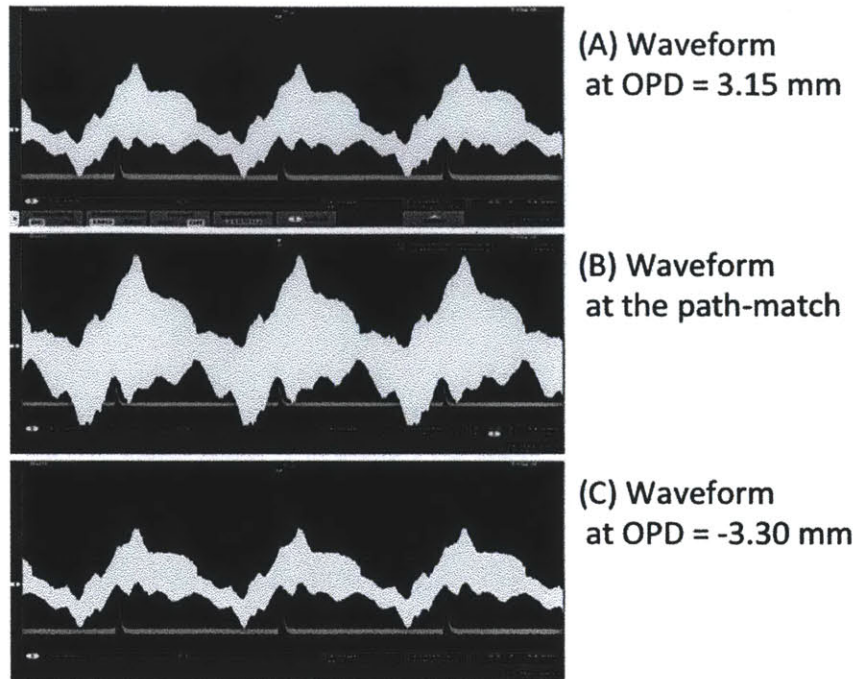 (A) Waveform
at OPD = 3.15 mm
(B) Waveform
at the path-match
(C) Waveform
at OPD = -3.30 mm